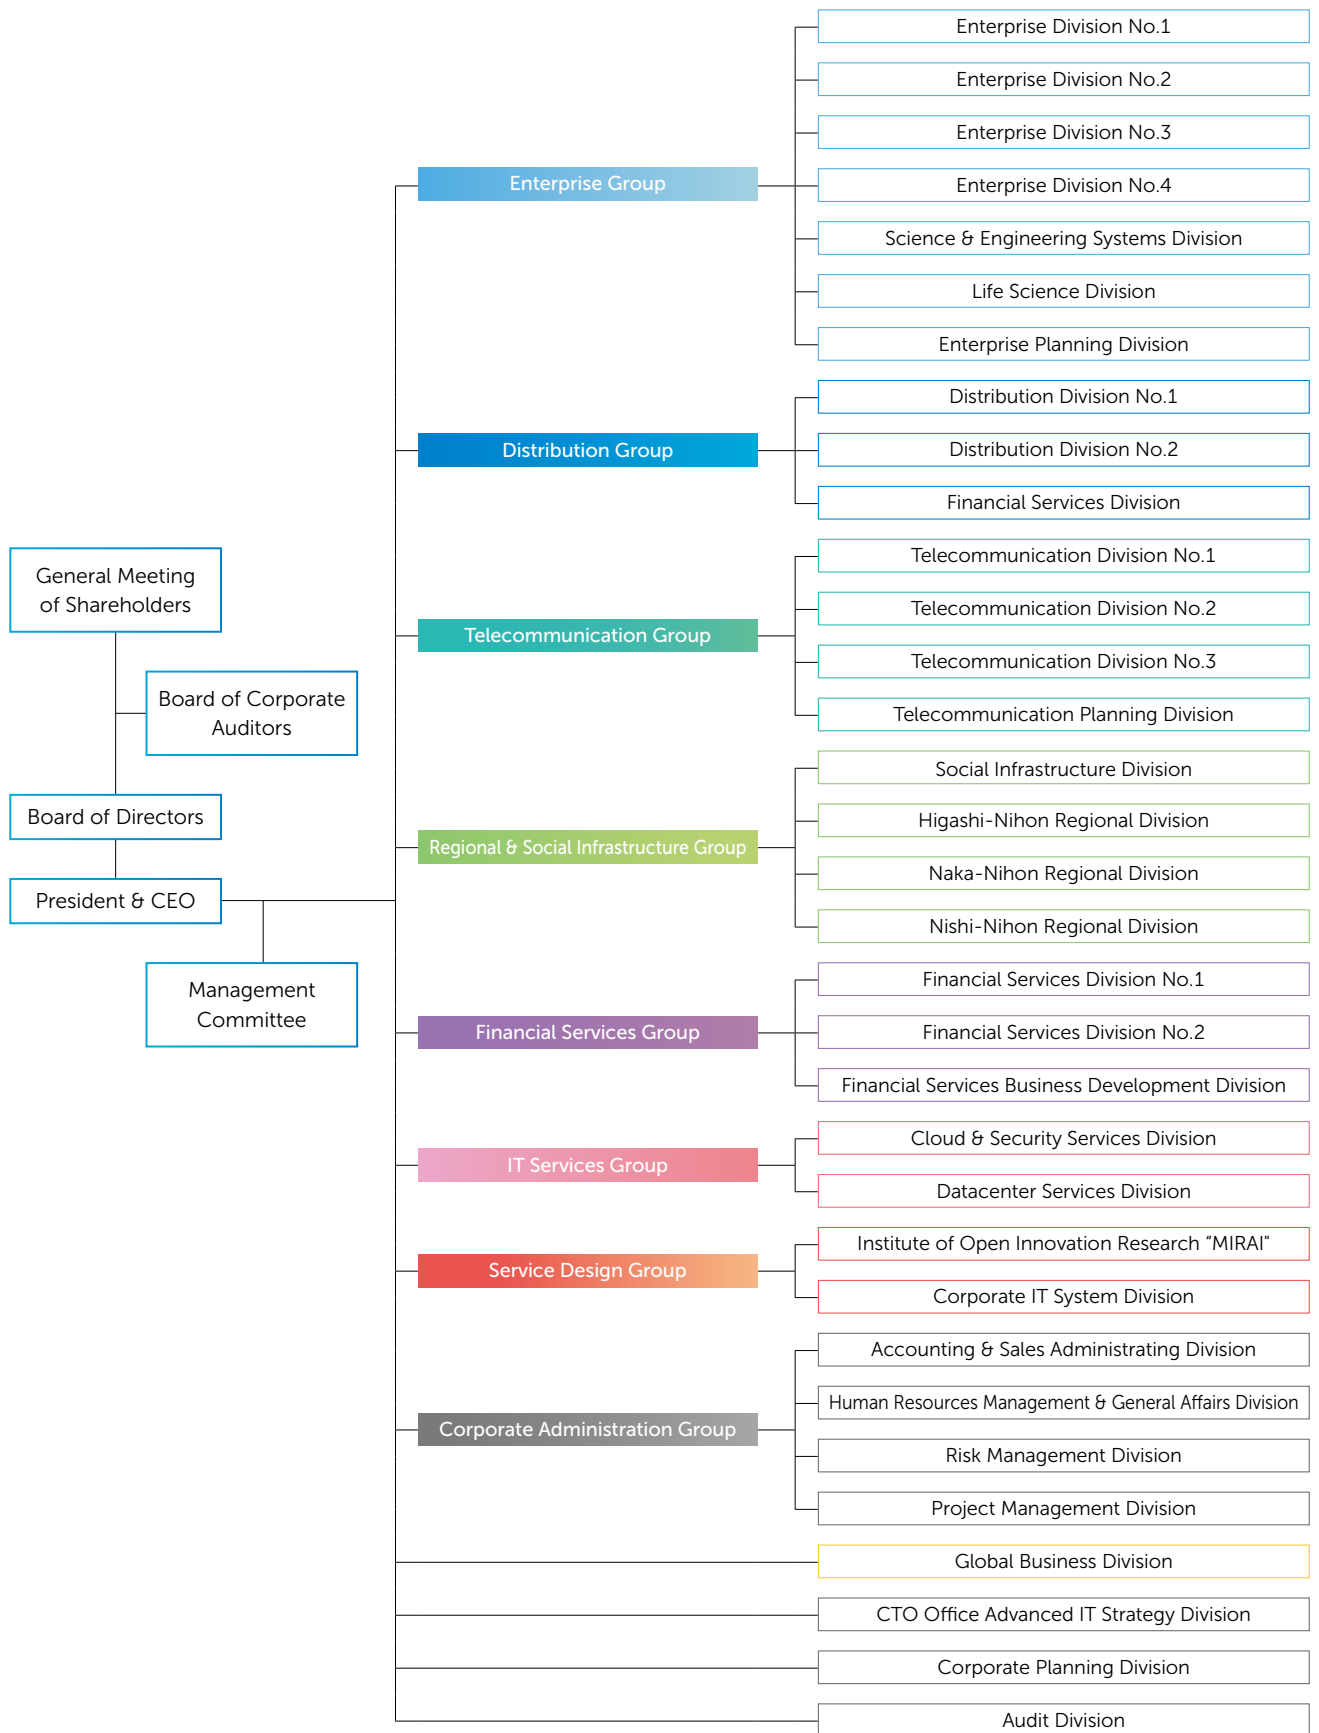 General Meeting
of Shareholders
Board of Corporate
Auditors
Board of Directors
President & CEO
Management
Committee
Enterprise Group
Enterprise Division No.1
Enterprise Division No.2
Enterprise Division No.3
Enterprise Division No.4
Science & Engineering Systems Division
Life Science Division
Enterprise Planning Division
Distribution Group
Distribution Division No.1
Distribution Division No.2
Financial Services Division
Telecommunication Group
Telecommunication Division No.1
Telecommunication Division No.2
Telecommunication Division No.3
Telecommunication Planning Division
Regional & Social Infrastructure Group
Social Infrastructure Division
Higashi-Nihon Regional Division
Naka-Nihon Regional Division
Nishi-Nihon Regional Division
Financial Services Group
Financial Services Division No.1
Financial Services Division No.2
Financial Services Business Development Division
IT Services Group
Cloud & Security Services Division
Datacenter Services Division
Service Design Group
Institute of Open Innovation Research “MIRAI"
Corporate IT System Division
Corporate Administration Group
Accounting & Sales Administrating Division
Human Resources Management & General Affairs Division
Risk Management Division
Project Management Division
Global Business Division
CTO Office Advanced IT Strategy Division
Corporate Planning Division
Audit Division